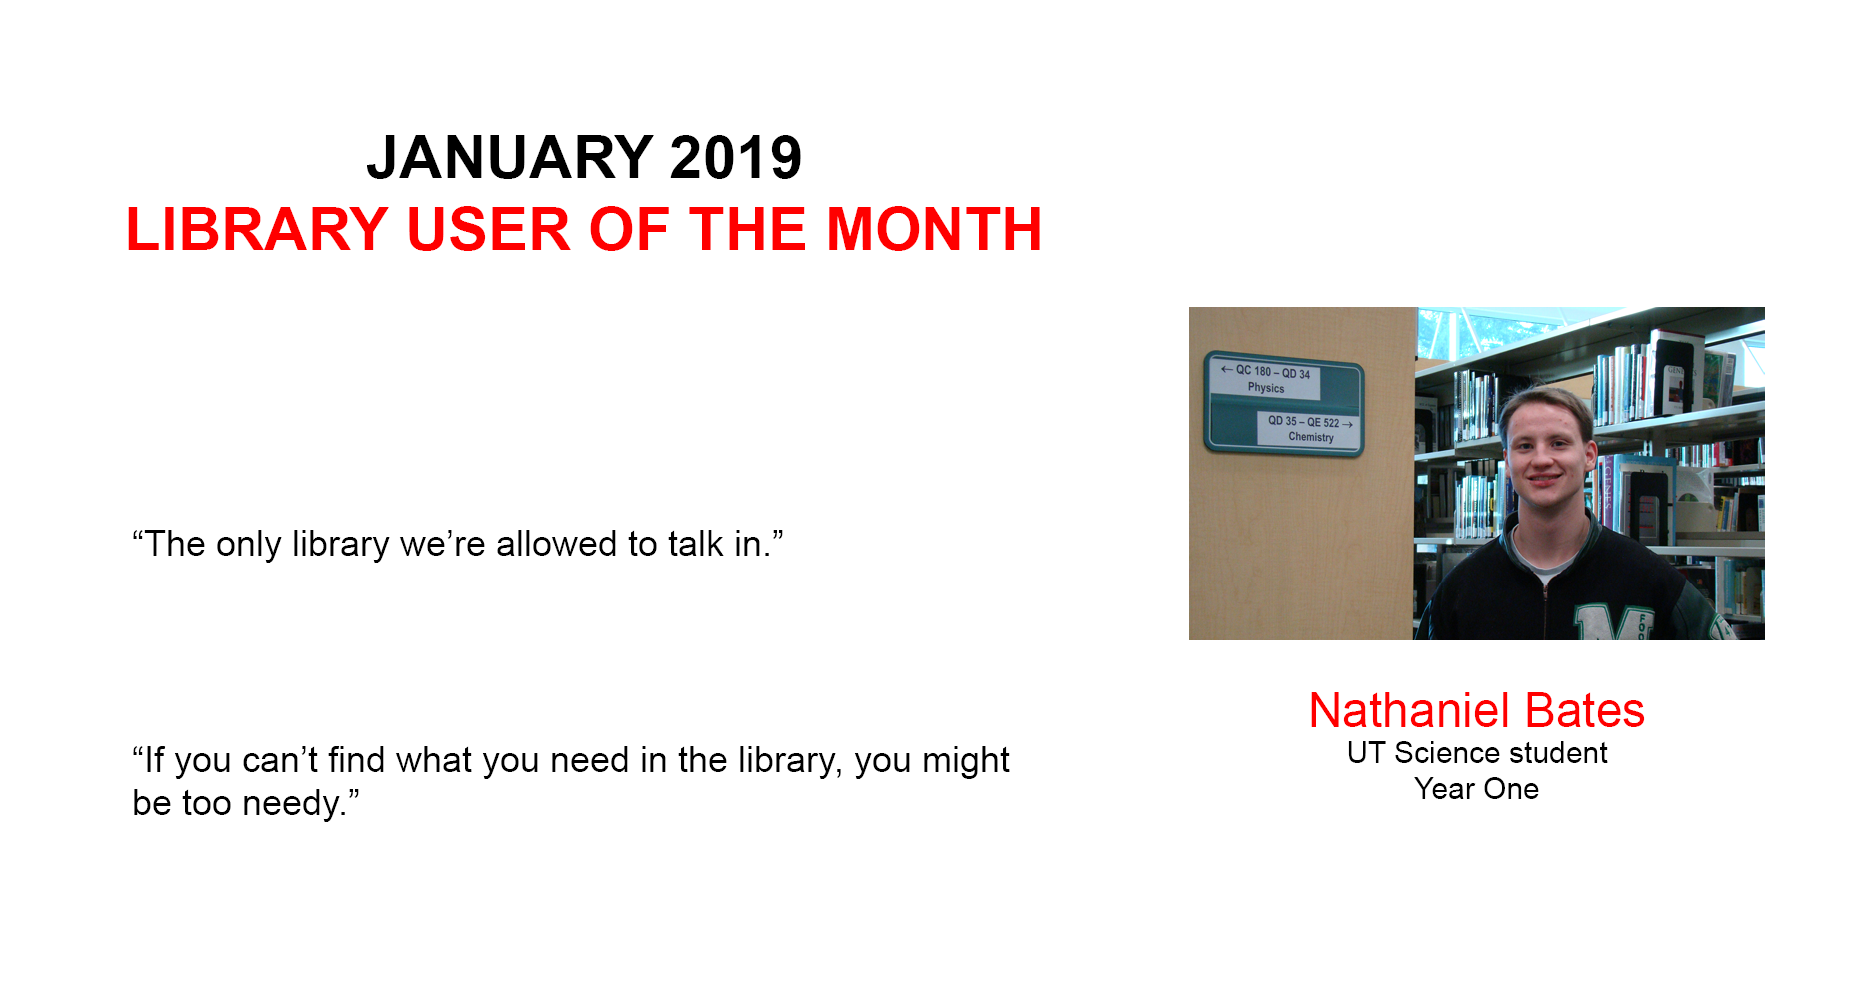 JANUARY 2019
LIBRARY USER OF THE MONTH
“The only library we’re allowed to talk in.”
“If you can’t find what you need in the library, you might
be too needy.”
← QC 180 – QD 34
Physics
QD 35 – QE 522 →
Chemistry
GENES
M
Nathaniel Bates
UT Science student
Year One